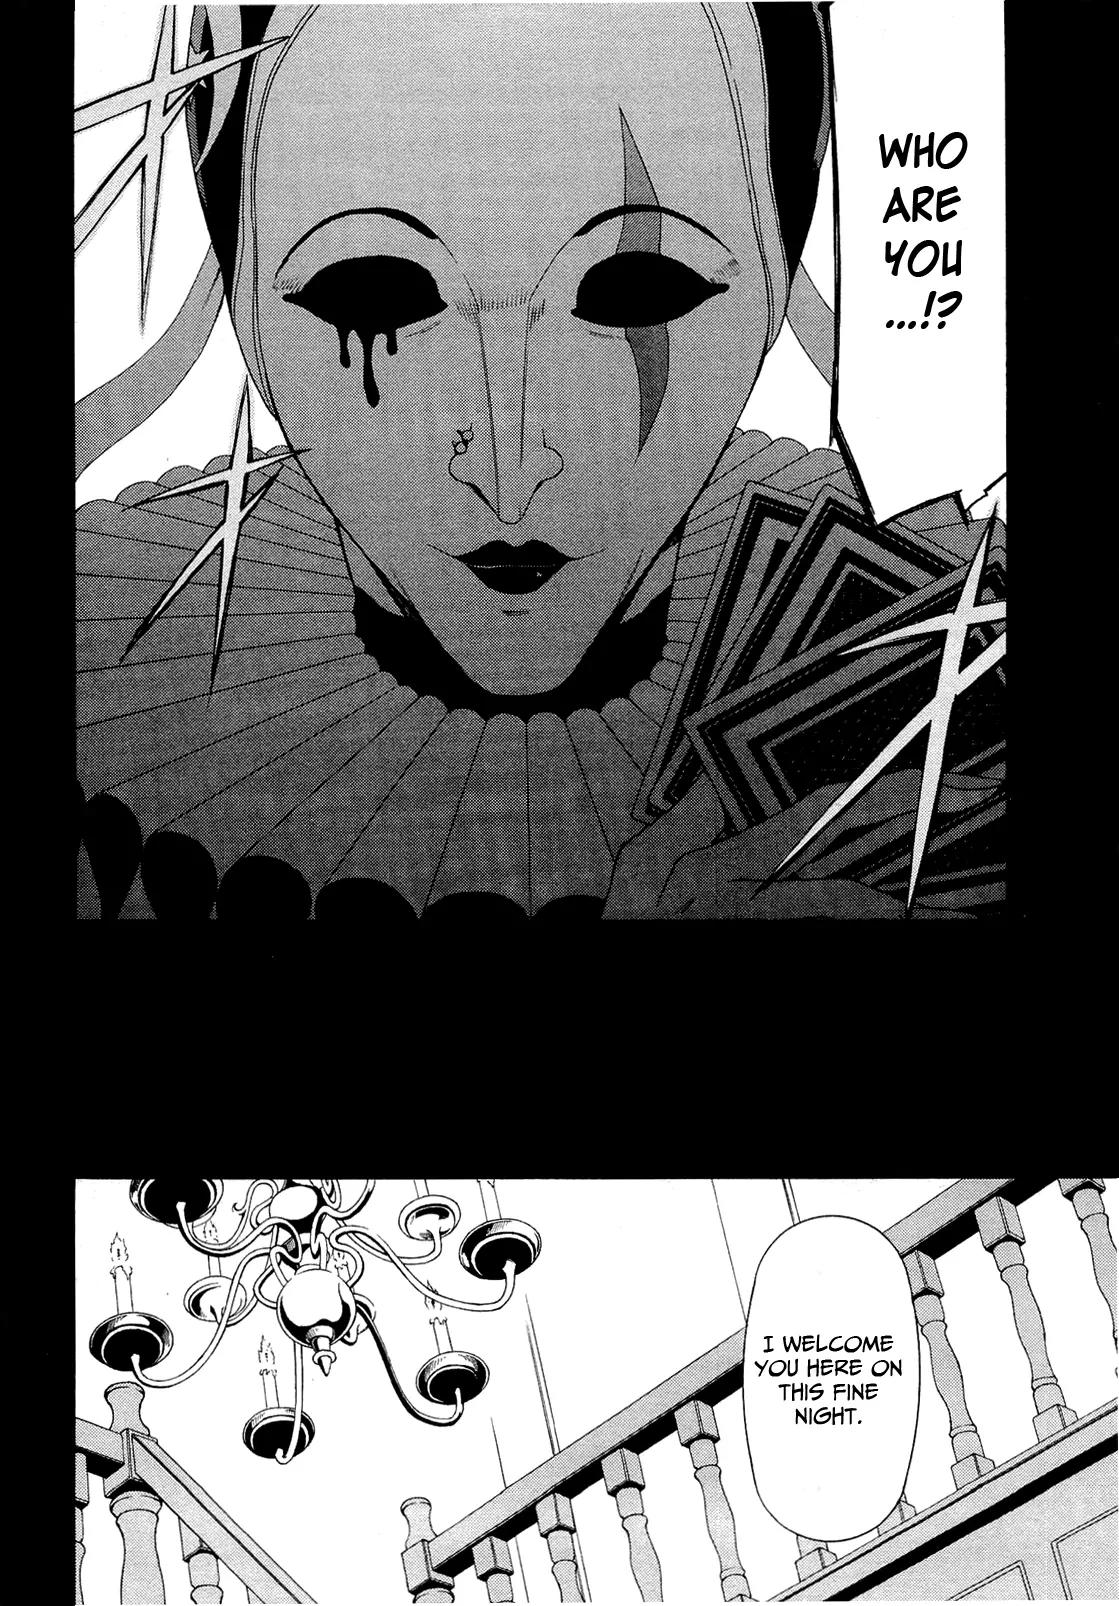 WHO
ARE
YOU
...!?
I WELCOME
YOU HERE ON
THIS FINE
NIGHT.